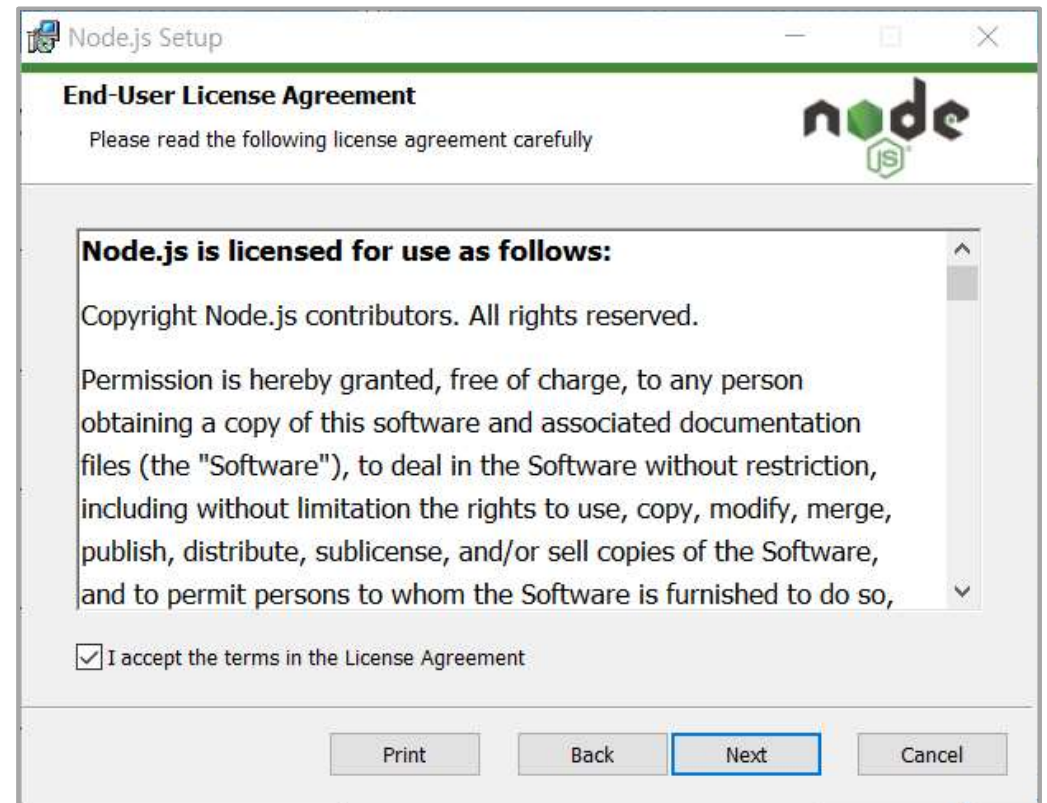 Node.js Setup
End-User License Agreement
Please read the following license agreement carefully
node
JS
Node.js is licensed for use as follows:
Copyright Node.js contributors. All rights reserved.
Permission is hereby granted, free of charge, to any person
obtaining a copy of this software and associated documentation
files (the "Software"), to deal in the Software without restriction,
including without limitation the rights to use, copy, modify, merge,
publish, distribute, sublicense, and/or sell copies of the Software,
and to permit persons to whom the Software is furnished to do so,
I accept the terms in the License Agreement
Print Back Next Cancel